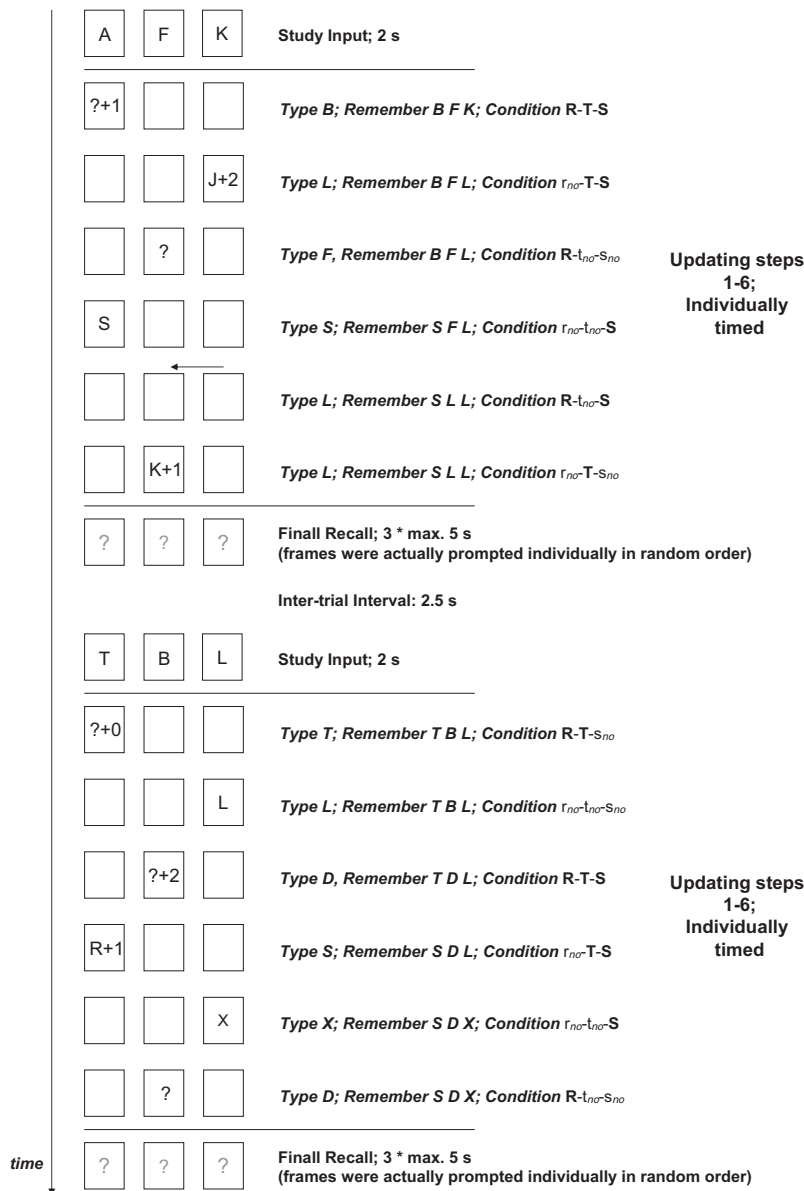 A F K Study Input; 2 s
?+1 Type B; Remember B F K; Condition R-T-S
J+2 Type L; Remember B F L; Condition rno-T-S
? Type F, Remember B F L; Condition R-tno-sno
Updating steps
1-6;
Individually
timed
S Type S; Remember S F L; Condition rno-tno-S
Type L; Remember S L L; Condition R-tno-S
K+1 Type L; Remember S L L; Condition rno-T-sno
? ? ? Finall Recall; 3 * max. 5 s
(frames were actually prompted individually in random order)
Inter-trial Interval: 2.5 s
T B L Study Input; 2 s
?+0 Type T; Remember T B L; Condition R-T-sno
L Type L; Remember T B L; Condition rno-tno-sno
?+2 Type D, Remember T D L; Condition R-T-S
Updating steps
1-6;
Individually
timed
R+1 Type S; Remember S D L; Condition rno-T-S
X Type X; Remember S D X; Condition rno-tno-S
? Type D; Remember S D X; Condition R-tno-sno
time ? ? ? Finall Recall; 3 * max. 5 s
(frames were actually prompted individually in random order)